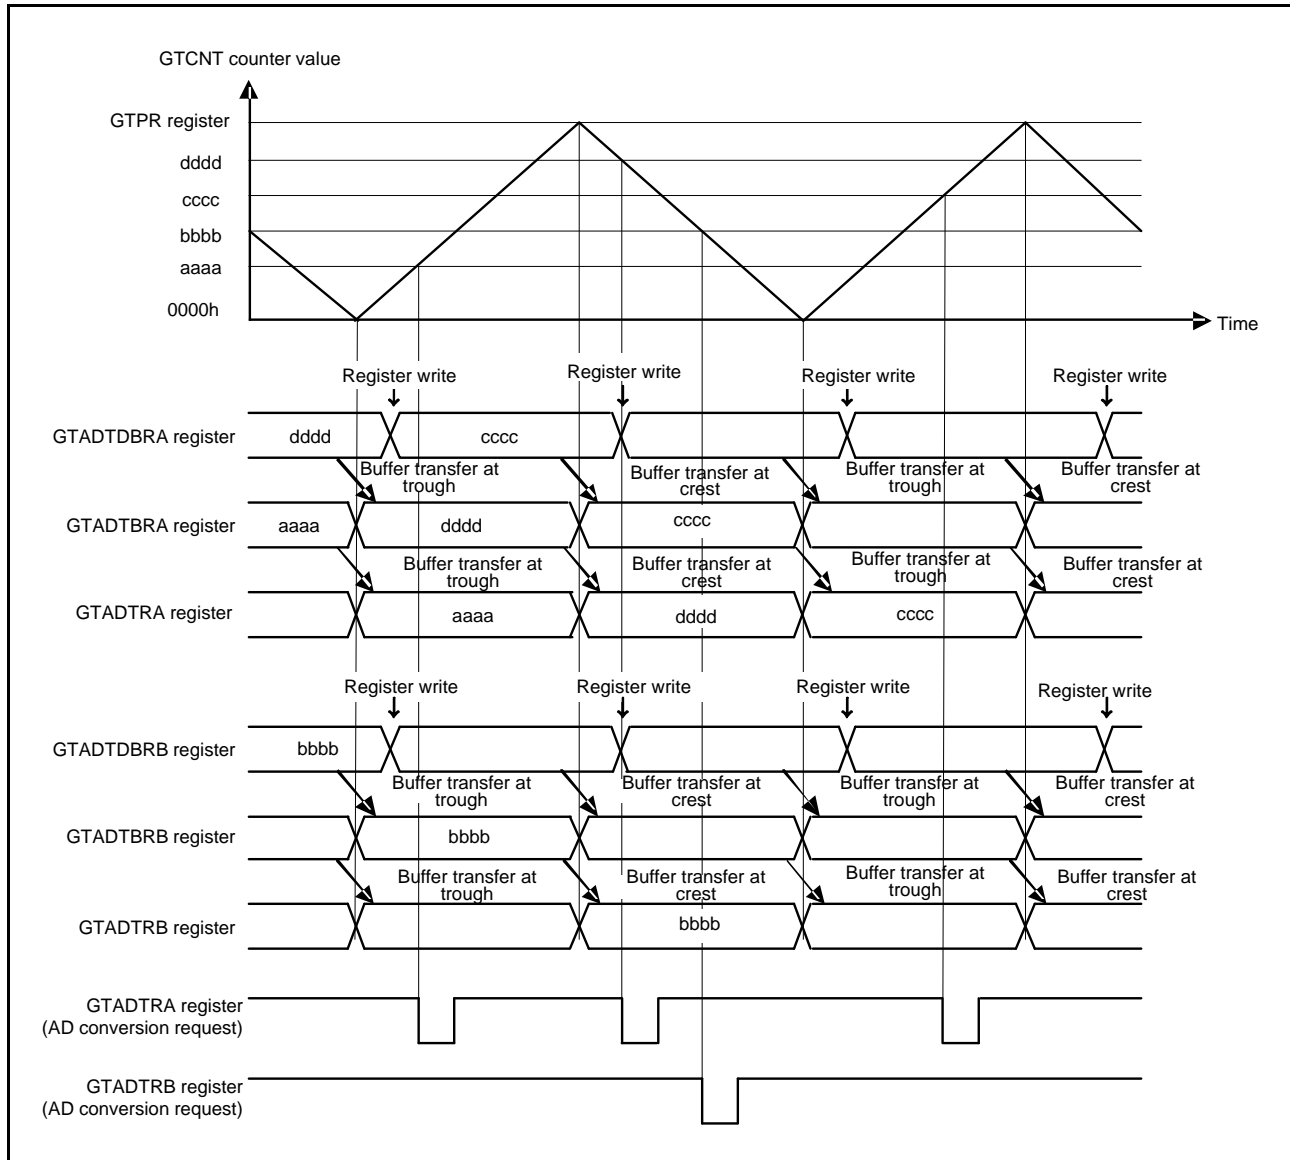 GTCNT counter value
GTPR register
dddd
cccc
bbbb
aaaa
0000h
Time
Register write
Register write
Register write
Register write
GTADTDBRA register
dddd
cccc
Buffer transfer at
trough
Buffer transfer at
crest
Buffer transfer at
trough
Buffer transfer at
crest
GTADTBRA register
aaaa
dddd
cccc
Buffer transfer at
trough
Buffer transfer at
crest
Buffer transfer at
trough
Buffer transfer at
crest
GTADTRA register
aaaa
dddd
cccc
Register write
Register write
Register write
Register write
GTADTDBRB register
bbbb
Buffer transfer at
trough
Buffer transfer at
crest
Buffer transfer at
trough
Buffer transfer at
crest
GTADTBRB register
bbbb
Buffer transfer at
trough
Buffer transfer at
crest
Buffer transfer at
trough
Buffer transfer at
crest
GTADTRB register
bbbb
GTADTRA register
(AD conversion request)
GTADTRB register
(AD conversion request)